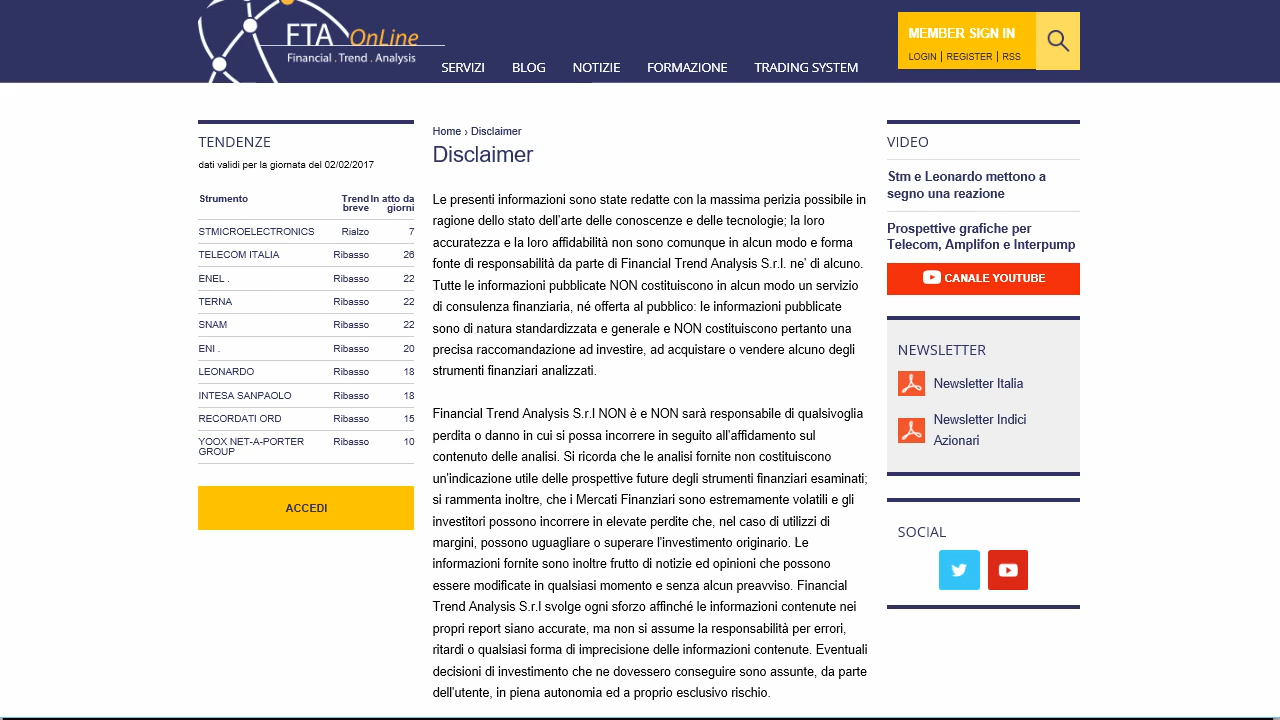 FTA OnLine
Financial . Trend . Analysis
SERVIZI BLOG NOTIZIE FORMAZIONE TRADING SYSTEM
MEMBER SIGN IN
LOGIN | REGISTER | RSS
TENDENZE
dati validi per la giornata del 02/02/2017
Strumento Trend breve In atto da giorni
STMICROELECTRONICS Rialzo 7
TELECOM ITALIA Ribasso 26
ENEL . Ribasso 22
TERNA Ribasso 22
SNAM Ribasso 22
ENI . Ribasso 20
LEONARDO Ribasso 18
INTESA SANPAOLO Ribasso 18
RECORDATI ORD Ribasso 15
YOOX NET-A-PORTER GROUP Ribasso 10
ACCEDI
Home › Disclaimer
Disclaimer
Le presenti informazioni sono state redatte con la massima perizia possibile in
ragione dello stato dell'arte delle conoscenze e delle tecnologie; la loro
accuratezza e la loro affidabilità non sono comunque in alcun modo e forma
fonte di responsabilità da parte di Financial Trend Analysis S.r.l. ne' di alcuno.
Tutte le informazioni pubblicate NON costituiscono in alcun modo un servizio
di consulenza finanziaria, né offerta al pubblico: le informazioni pubblicate
sono di natura standardizzata e generale e NON costituiscono pertanto una
precisa raccomandazione ad investire, ad acquistare o vendere alcuno degli
strumenti finanziari analizzati.
Financial Trend Analysis S.r.l NON è e NON sarà responsabile di qualsivoglia
perdita o danno in cui si possa incorrere in seguito all'affidamento sul
contenuto delle analisi. Si ricorda che le analisi fornite non costituiscono
un'indicazione utile delle prospettive future degli strumenti finanziari esaminati;
si rammenta inoltre, che i Mercati Finanziari sono estremamente volatili e gli
investitori possono incorrere in elevate perdite che, nel caso di utilizzi di
margini, possono uguagliare o superare l'investimento originario. Le
informazioni fornite sono inoltre frutto di notizie ed opinioni che possono
essere modificate in qualsiasi momento e senza alcun preavviso. Financial
Trend Analysis S.r.l svolge ogni sforzo affinché le informazioni contenute nei
propri report siano accurate, ma non si assume la responsabilità per errori,
ritardi o qualsiasi forma di imprecisione delle informazioni contenute. Eventuali
decisioni di investimento che ne dovessero conseguire sono assunte, da parte
dell'utente, in piena autonomia ed a proprio esclusivo rischio.
VIDEO
Stm e Leonardo mettono a
segno una reazione
Prospettive grafiche per
Telecom, Amplifon e Interpump
CANALE YOUTUBE
NEWSLETTER
Newsletter Italia
Newsletter Indici
Azionari
SOCIAL